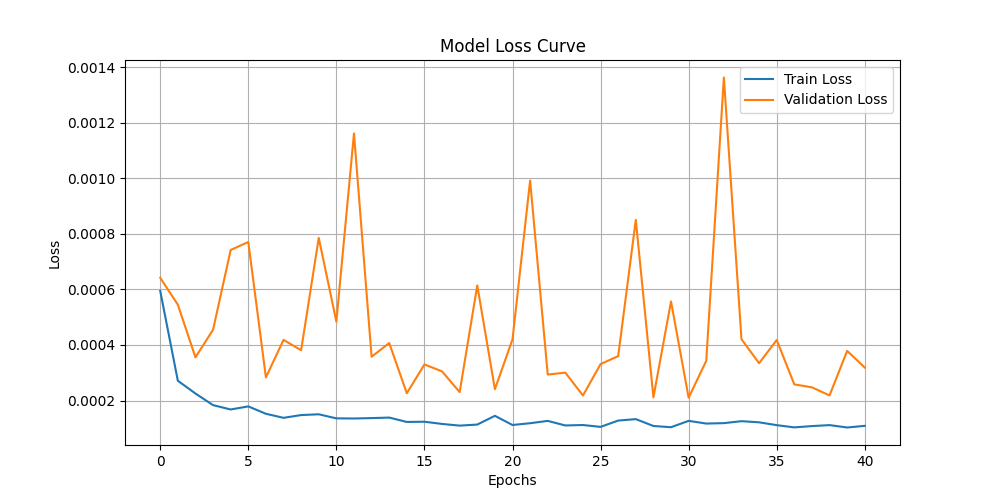 Model Loss Curve
Train Loss
Validation Loss
Loss
0.0014
0.0012
0.0010
0.0008
0.0006
0.0004
0.0002
0 5 10 15 20 25 30 35 40
Epochs